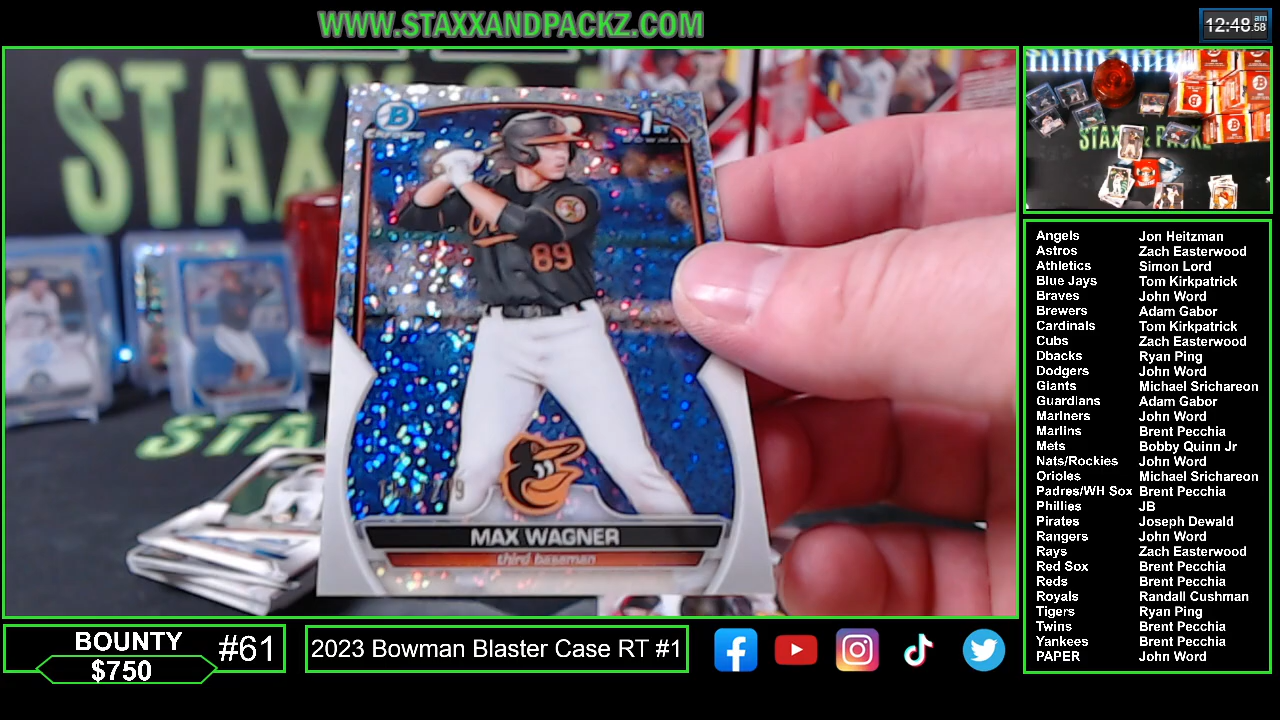 WWW.STAXXANDPACKZ.COM
12:48 am
58
STAXX
B
Chrome
1ST
BOWMAN
89
MAX WAGNER
third baseman
STAXX & PACKZ
Angels Jon Heitzman
Astros Zach Easterwood
Athletics Simon Lord
Blue Jays Tom Kirkpatrick
Braves John Word
Brewers Adam Gabor
Cardinals Tom Kirkpatrick
Cubs Zach Easterwood
Dbacks Ryan Ping
Dodgers John Word
Giants Michael Srichareon
Guardians Adam Gabor
Mariners John Word
Marlins Brent Pecchia
Mets Bobby Quinn Jr
Nats/Rockies John Word
Orioles Michael Srichareon
Padres/WH Sox Brent Pecchia
Phillies JB
Pirates Joseph Dewald
Rangers John Word
Rays Zach Easterwood
Red Sox Brent Pecchia
Reds Brent Pecchia
Royals Randall Cushman
Tigers Ryan Ping
Twins Brent Pecchia
Yankees Brent Pecchia
PAPER John Word
BOUNTY
$750
#61
2023 Bowman Blaster Case RT #1